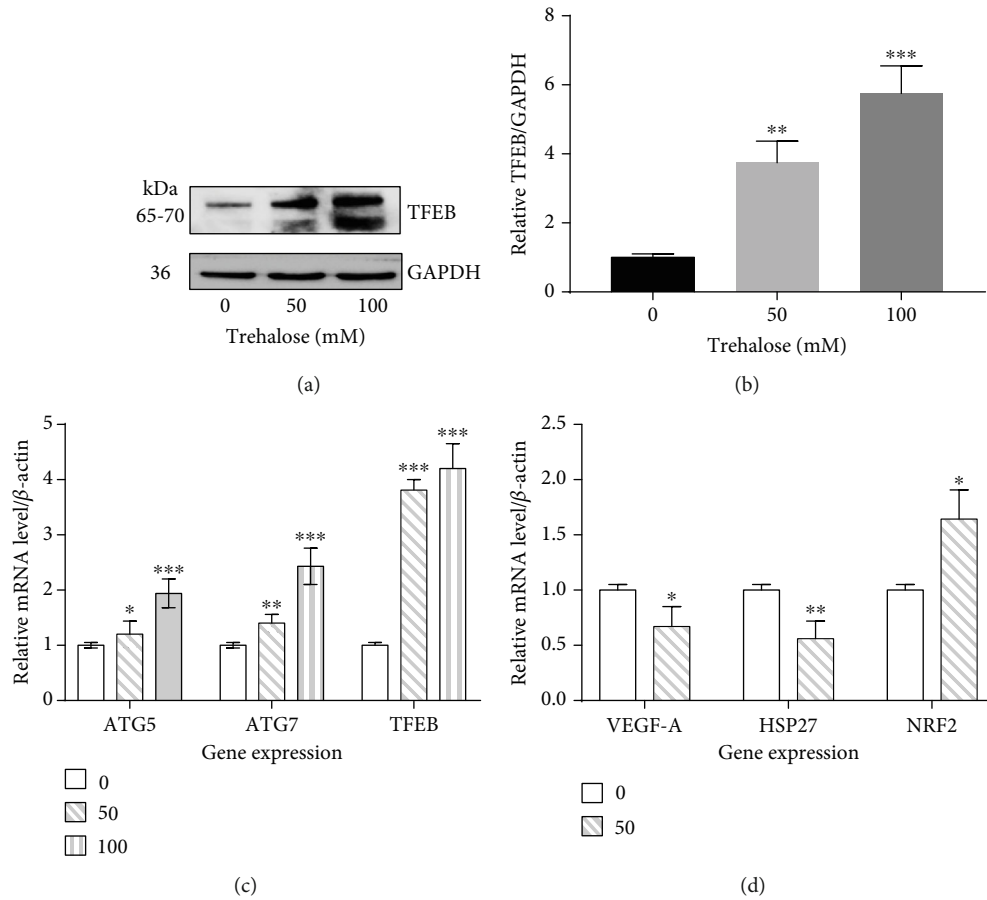 kDa
65-70
TFEB
36
GAPDH
0 50 100
Trehalose (mM)
(a)
Relative TFEB/GAPDH
8
6
4
2
0
**
***
0 50 100
Trehalose (mM)
(b)
Relative mRNA level/β-actin
5
4
3
2
1
0
* *** ** *** *** ***
ATG5 ATG7 TFEB
Gene expression
0
50
100
(c)
Relative mRNA level/β-actin
2.5
2.0
1.5
1.0
0.5
0.0
* ** *
VEGF-A HSP27 NRF2
Gene expression
0
50
(d)